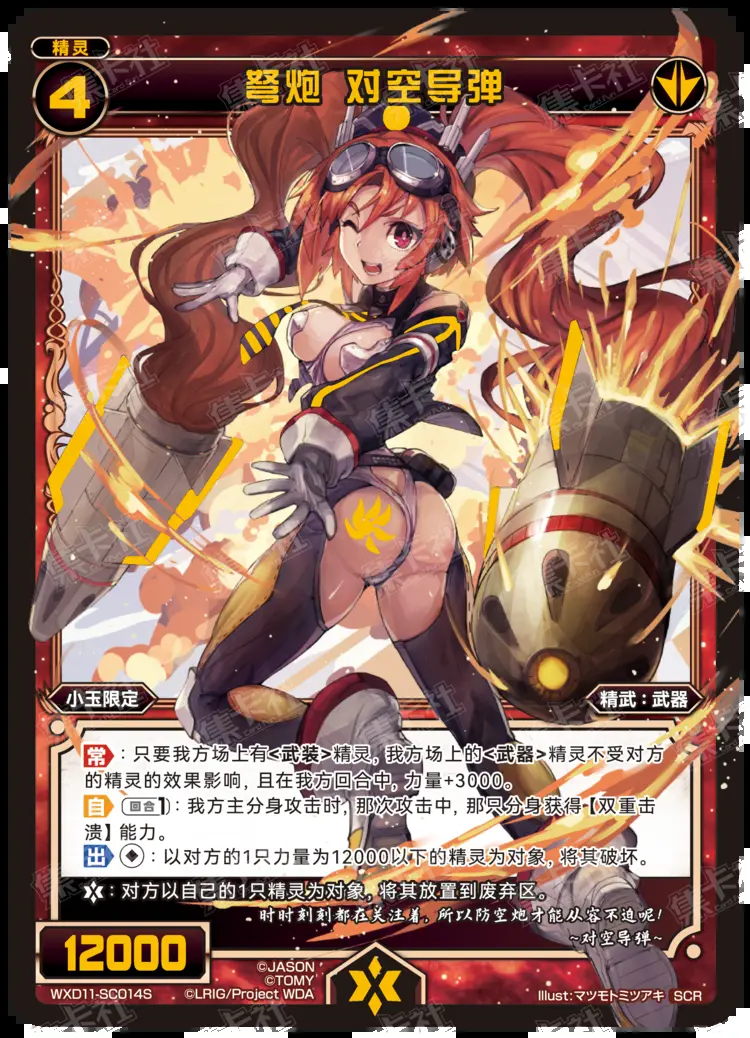 精灵
4
弩炮 对空导弹
小玉限定
精武：武器
常：只要我方场上有<武装>精灵，我方场上的<武器>精灵不受对方
的精灵的效果影响，且在我方回合中，力量+3000。
自 回合1：我方主分身攻击时，那次攻击中，那只分身获得【双重击
溃】能力。
出：以对方的1只力量为12000以下的精灵为对象，将其破坏。
：对方以自己的1只精灵为对象，将其放置到废弃区。
时时刻刻都在关注着，所以防空炮才能从容不迫呢！
~对空导弹~
12000
©JASON
©TOMY
WXD11-SC014S ©LRIG/Project WDA
Illust:マツモトミツアキ SCR
集卡社